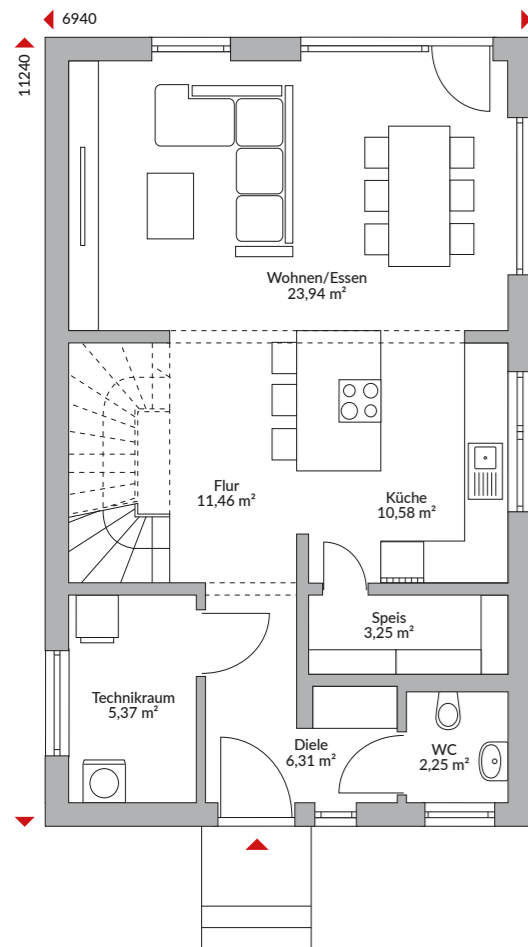 6940
11240
Wohnen/Essen
23,94 m²
Flur
11,46 m²
Küche
10,58 m²
Speis
3,25 m²
Technikraum
5,37 m²
Diele
6,31 m²
WC
2,25 m²